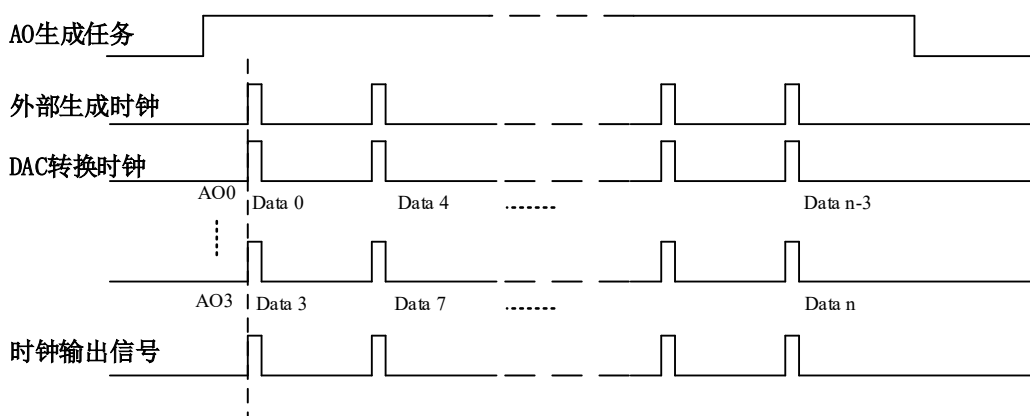 AO生成任务
外部生成时钟
DAC转换时钟
AO0 Data 0 Data 4 ........ Data n-3
AO3 Data 3 Data 7 ........ Data n
时钟输出信号